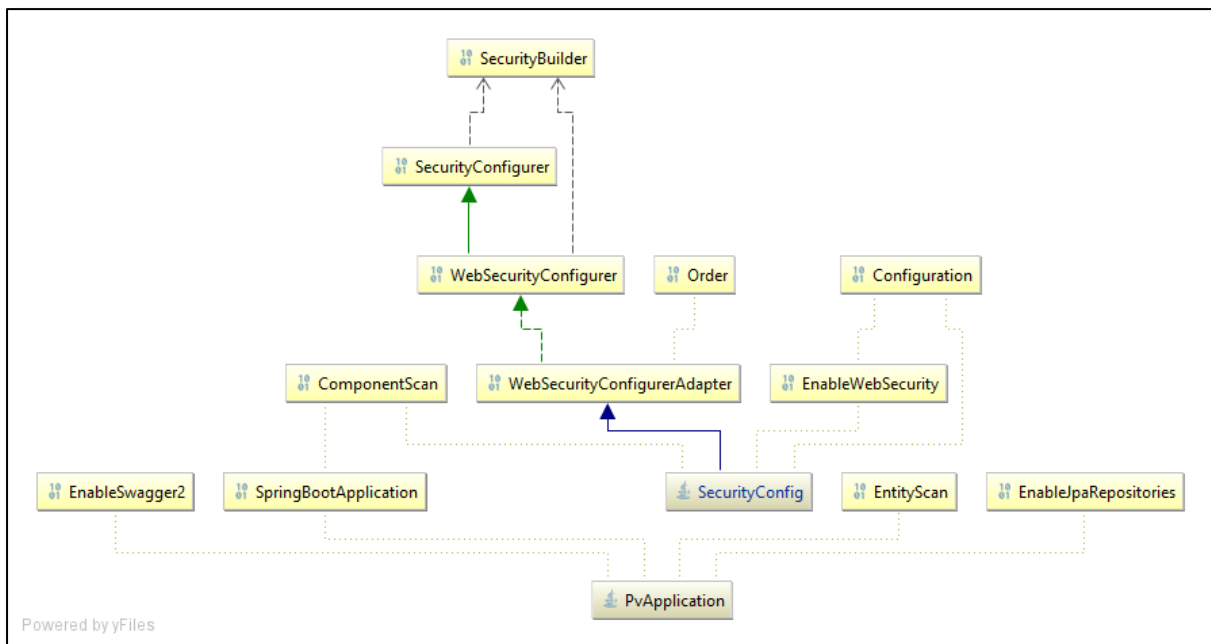 SecurityBuilder
SecurityConfigurer
WebSecurityConfigurer
Order
Configuration
ComponentScan
WebSecurityConfigurerAdapter
EnableWebSecurity
EnableSwagger2
SpringBootApplication
SecurityConfig
EntityScan
EnableJpaRepositories
PvApplication
Powered by yFiles